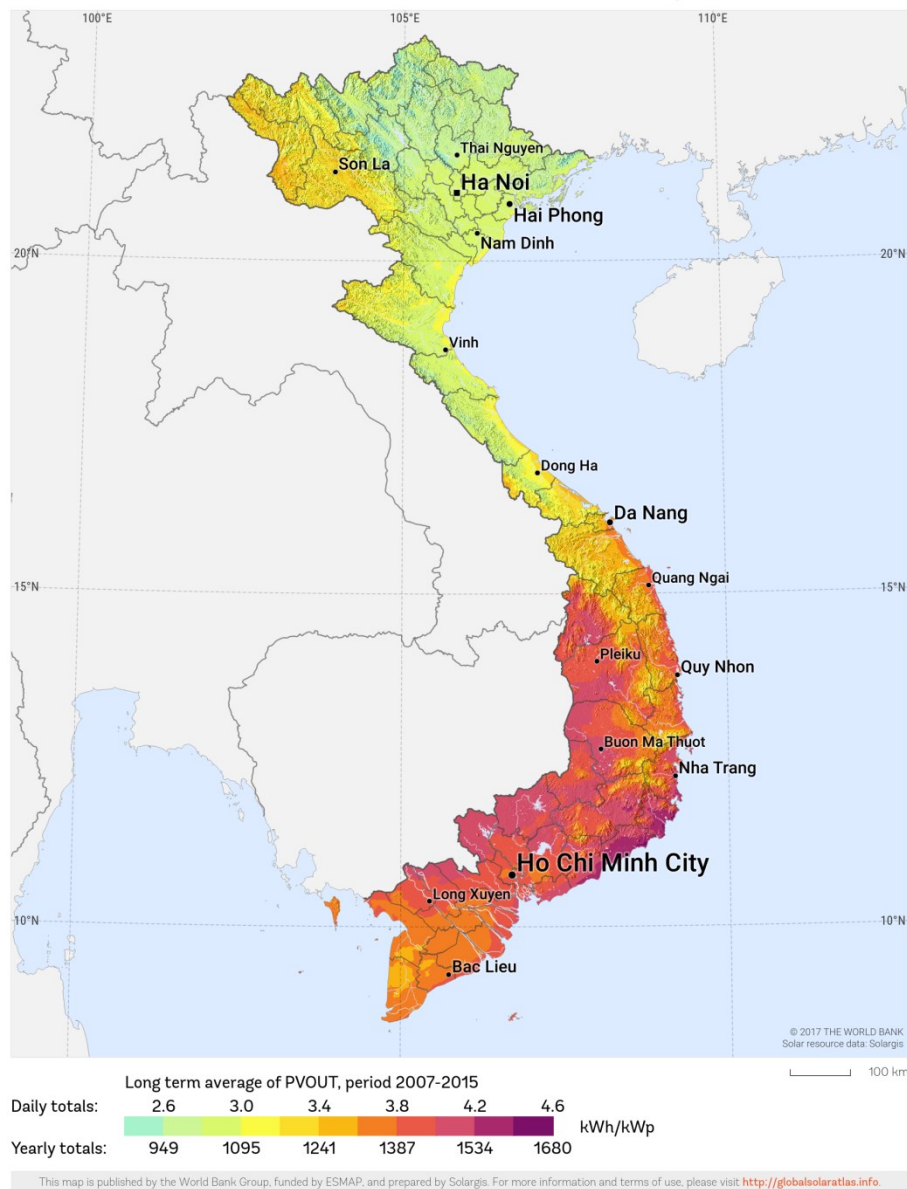 100°E 105°E 110°E
Thai Nguyen
Son La
Ha Noi
Hai Phong
Nam Dinh
20°N 20°N
Vinh
Dong Ha
Da Nang
Quang Ngai
15°N 15°N
Pleiku
Quy Nhon
Buon Ma Thuot
Nha Trang
Ho Chi Minh City
Long Xuyen
10°N 10°N
Bac Lieu
© 2017 THE WORLD BANK
Solar resource data: Solargis
100 km
Long term average of PVOUT, period 2007-2015
Daily totals: 2.6 3.0 3.4 3.8 4.2 4.6
kWh/kWp
Yearly totals: 949 1095 1241 1387 1534 1680
This map is published by the World Bank Group, funded by ESMAP, and prepared by Solargis. For more information and terms of use, please visit http://globalsolaratlas.info.